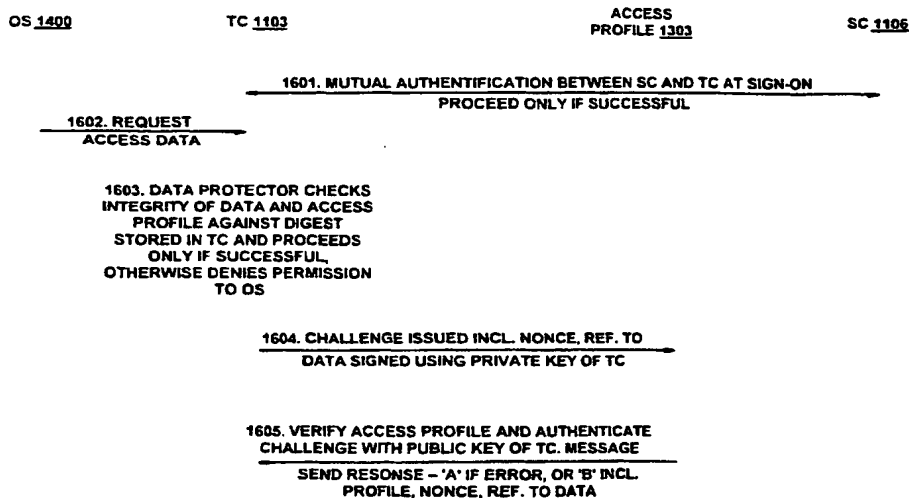 OS 1400 TC 1103 ACCESS SC 1106
PROFILE 1303
1601. MUTUAL AUTHENTIFICATION BETWEEN SC AND TC AT SIGN-ON
PROCEED ONLY IF SUCCESSFUL
1602. REQUEST
ACCESS DATA
1603. DATA PROTECTOR CHECKS
INTEGRITY OF DATA AND ACCESS
PROFILE AGAINST DIGEST
STORED IN TC AND PROCEEDS
ONLY IF SUCCESSFUL,
OTHERWISE DENIES PERMISSION
TO OS
1604. CHALLENGE ISSUED INCL. NONCE, REF. TO
DATA SIGNED USING PRIVATE KEY OF TC
1605. VERIFY ACCESS PROFILE AND AUTHENTICATE
CHALLENGE WITH PUBLIC KEY OF TC. MESSAGE
SEND RESONSE – 'A' IF ERROR, OR 'B' INCL.
PROFILE, NONCE, REF. TO DATA